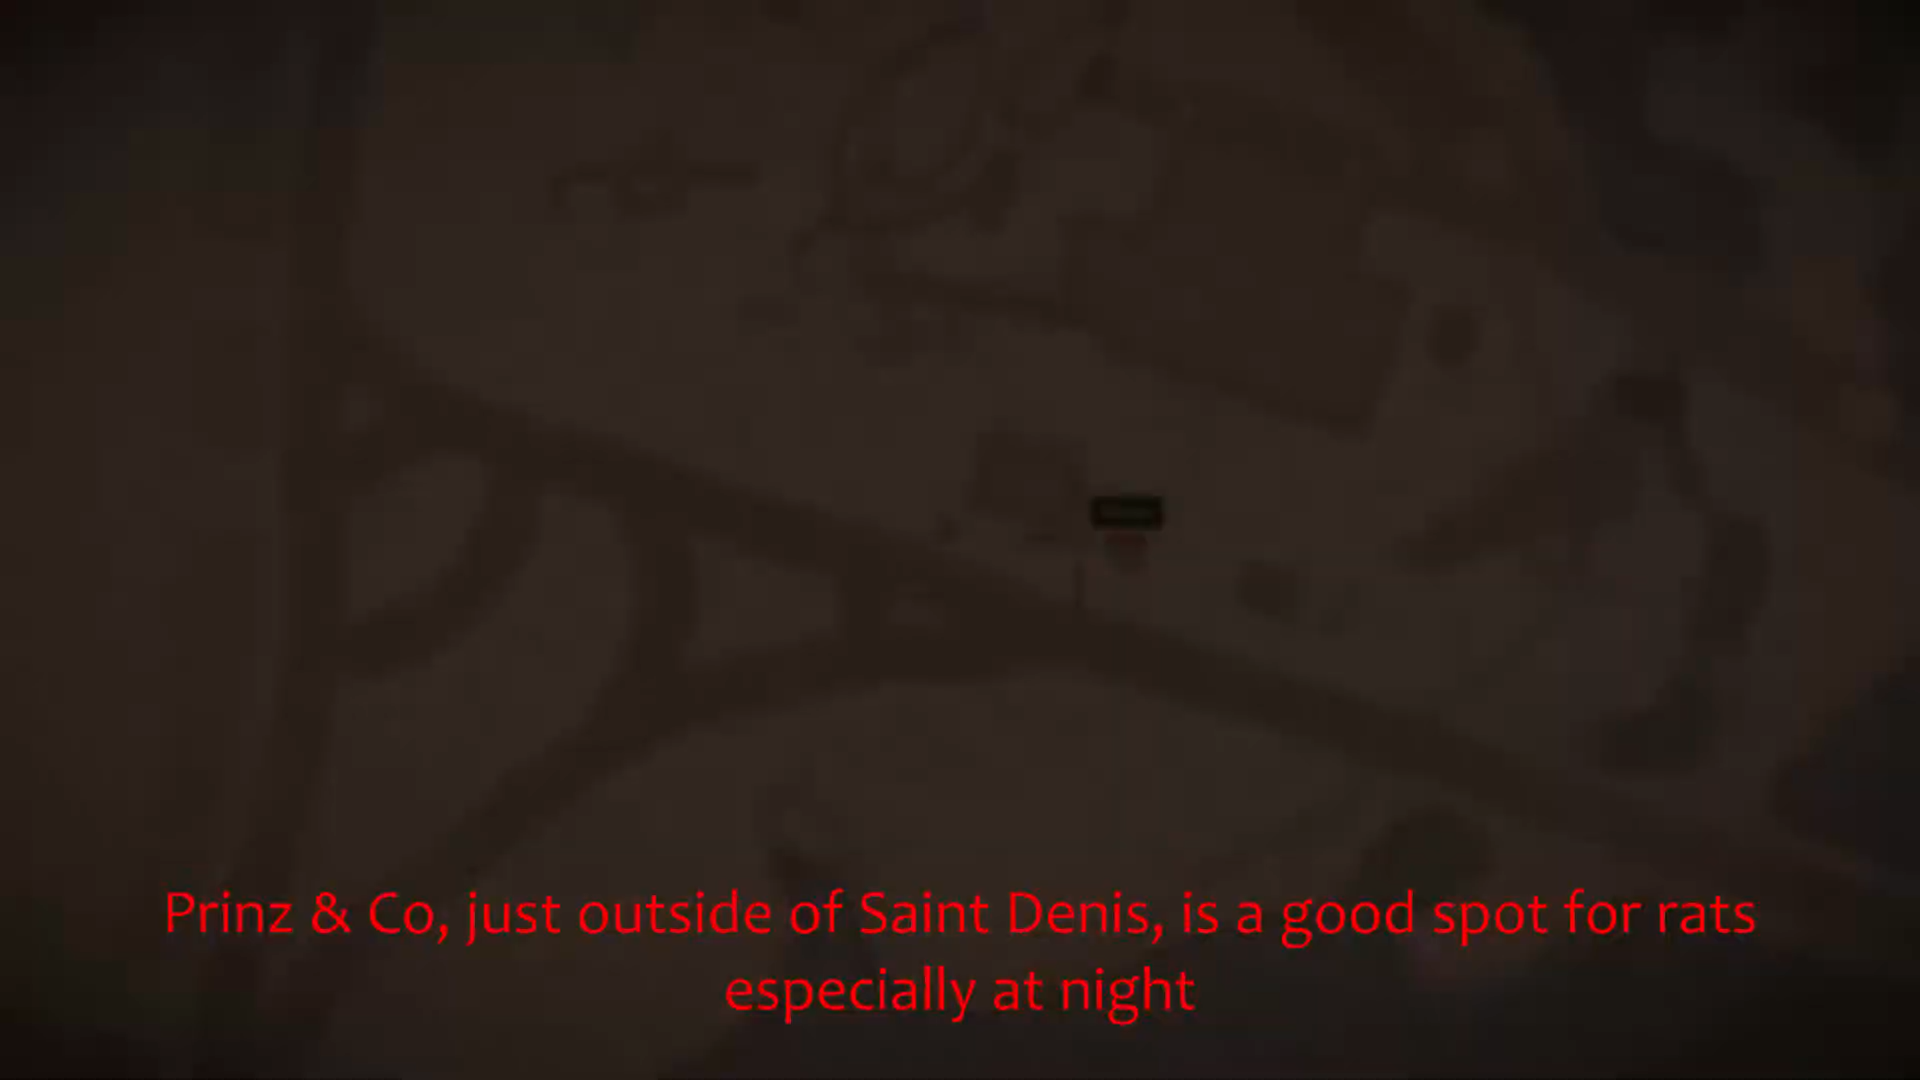 Prinz & Co, just outside of Saint Denis, is a good spot for rats
especially at night